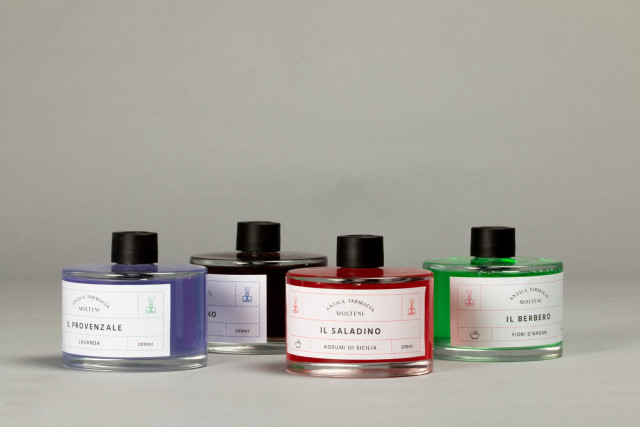 ANTICA FARMACIA
MOLTENI
IL PROVENZALE
LAVANDA
200ml
NO
200ml
ANTICA FARMACIA
MOLTENI
IL SALADINO
AGRUMI DI SICILIA
200ml
ANTICA FARMACIA
MOLTENI
IL BERBERO
FIORI D'ARGAN